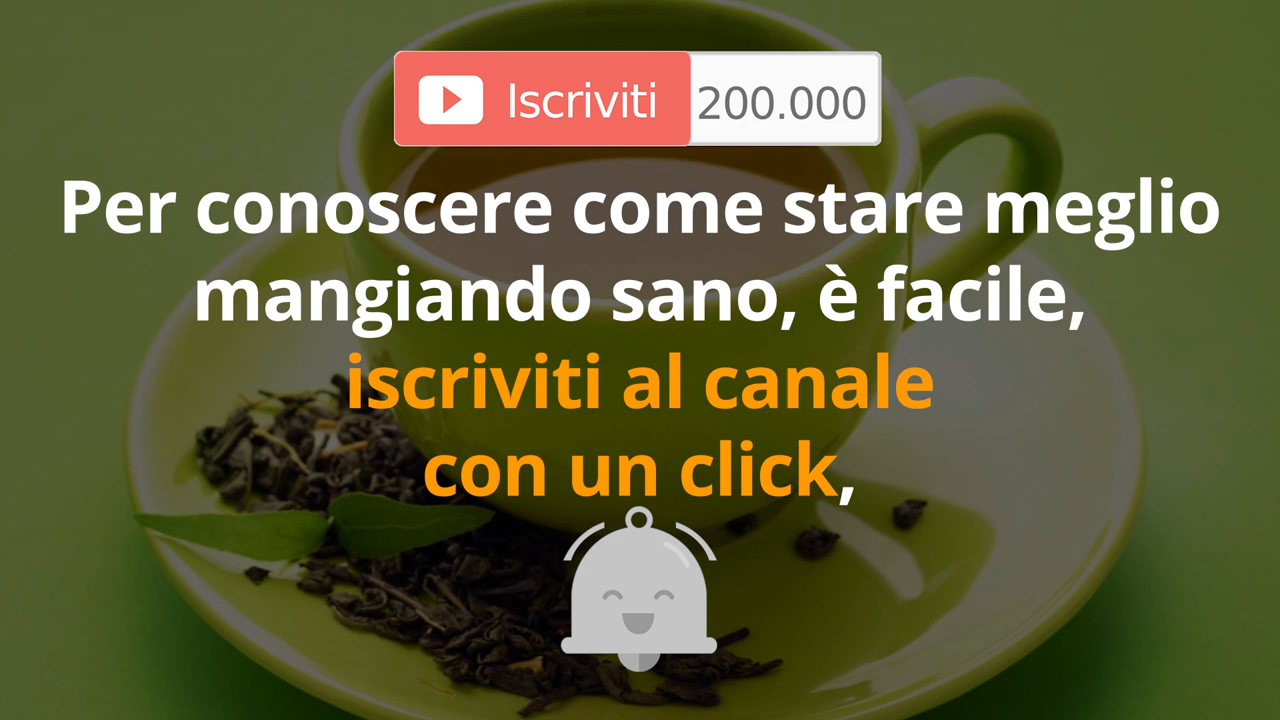 Iscriviti 200.000
Per conoscere come stare meglio
mangiando sano, è facile,
iscriviti al canale
con un click,